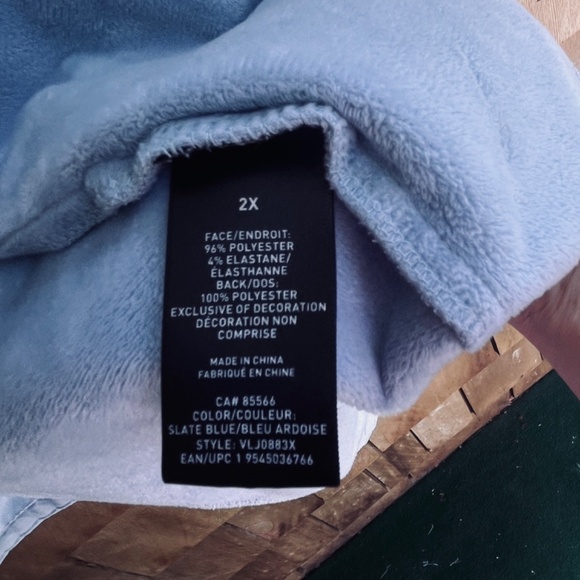 2X
FACE/ENDROIT:
96% POLYESTER
4% ELASTANE/
ÉLASTHANNE
BACK/DOS:
100% POLYESTER
EXCLUSIVE OF DECORATION
DÉCORATION NON
COMPRISE
MADE IN CHINA
FABRIQUÉ EN CHINE
CA# 85566
COLOR/COULEUR:
SLATE BLUE/BLEU ARDOISE
STYLE: VLJ0883X
EAN/UPC 1 9545036766